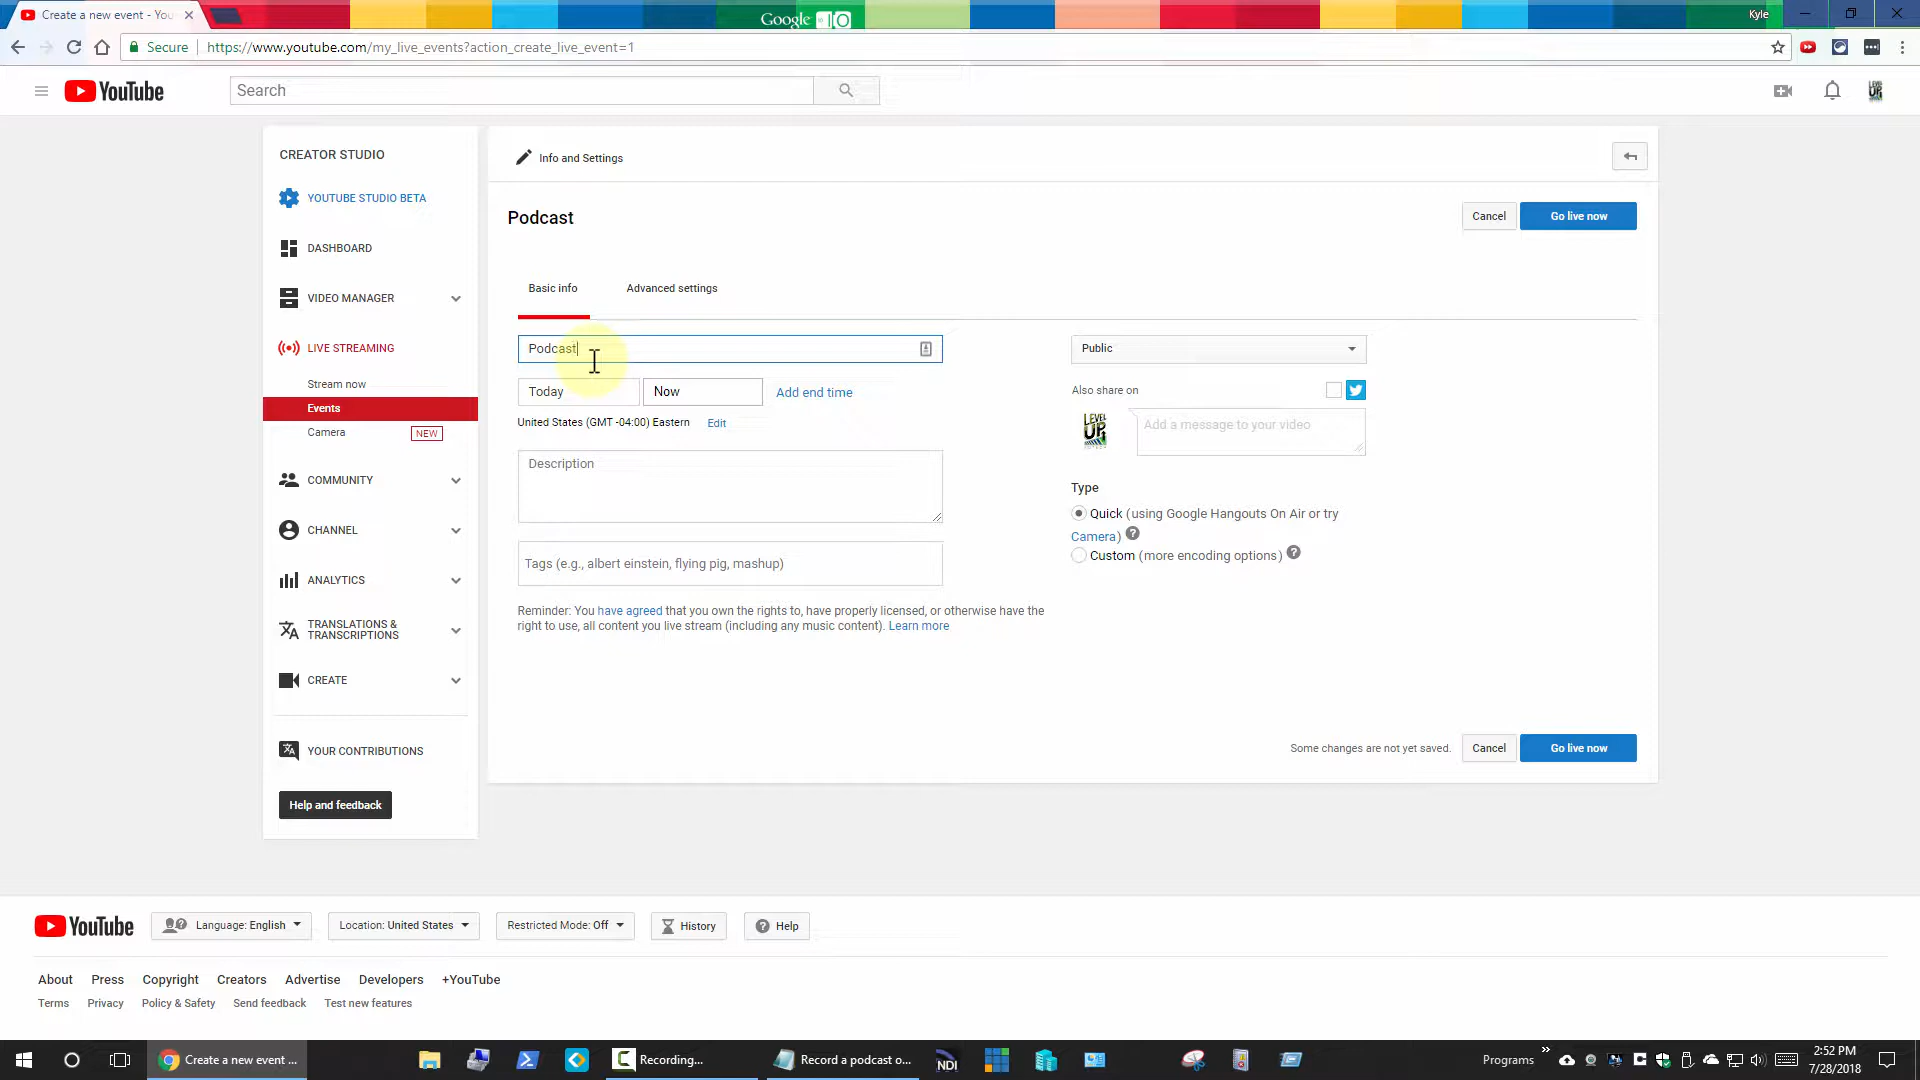 Create a new event - You
Google IO
Kyle
Secure
https://www.youtube.com/my_live_events?action_create_live_event=1
YouTube
Search
LEVEL UP
CREATOR STUDIO
YOUTUBE STUDIO BETA
DASHBOARD
VIDEO MANAGER
LIVE STREAMING
Stream now
Events
Camera NEW
COMMUNITY
CHANNEL
ANALYTICS
TRANSLATIONS &
TRANSCRIPTIONS
CREATE
YOUR CONTRIBUTIONS
Help and feedback
Info and Settings
Podcast
Cancel
Go live now
Basic info
Advanced settings
Podcast
Today
Now
Add end time
United States (GMT -04:00) Eastern
Edit
Description
Tags (e.g., albert einstein, flying pig, mashup)
Reminder: You have agreed that you own the rights to, have properly licensed, or otherwise have the
right to use, all content you live stream (including any music content). Learn more
Public
Also share on
LEVEL UP
Add a message to your video
Type
Quick (using Google Hangouts On Air or try
Camera) ?
Custom (more encoding options) ?
Some changes are not yet saved.
Cancel
Go live now
YouTube
Language: English
Location: United States
Restricted Mode: Off
History
Help
About
Press
Copyright
Creators
Advertise
Developers
+YouTube
Terms
Privacy
Policy & Safety
Send feedback
Test new features
Create a new event ...
Recording...
Record a podcast o...
NDI
Programs
2:52 PM
7/28/2018